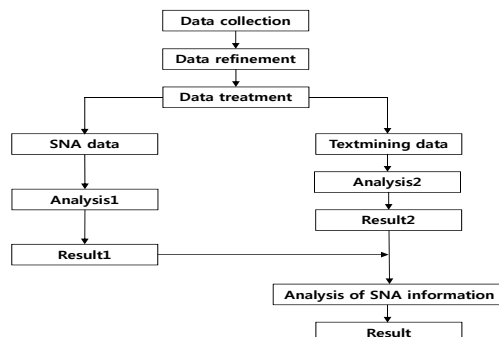 Data collection
Data refinement
Data treatment
SNA data
Textmining data
Analysis1
Analysis2
Result1
Result2
Analysis of SNA information
Result